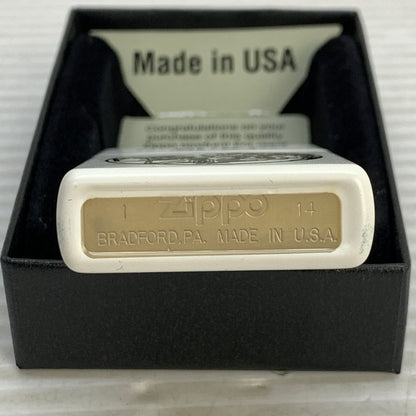 Made in USA
Congratulations on your
purchase of this quality
1 Zippo 14
BRADFORD,PA. MADE IN U.S.A.